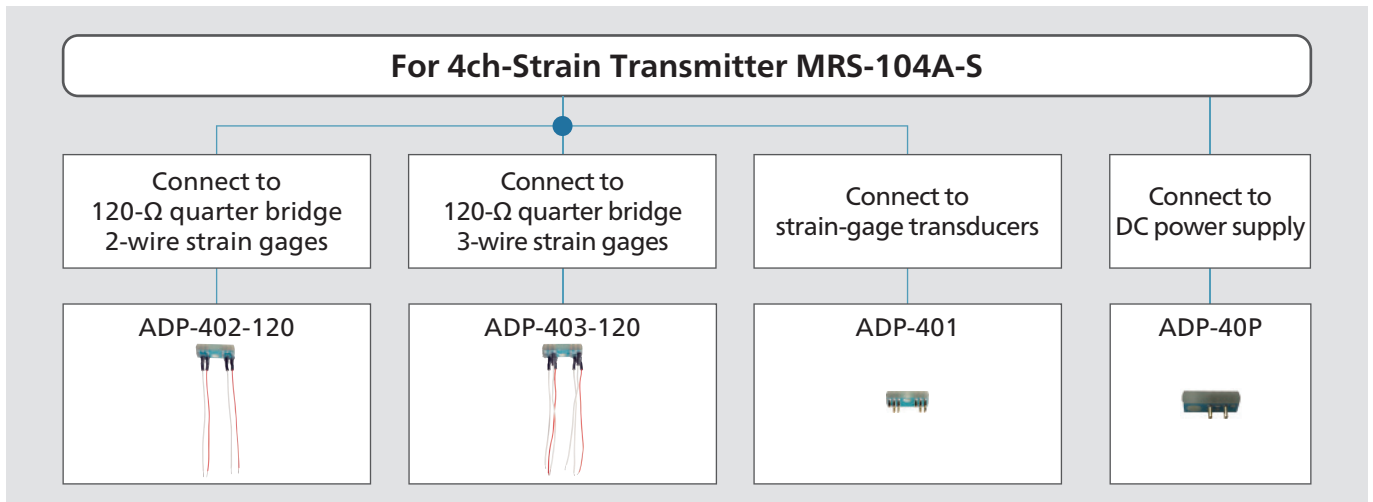 For 4ch-Strain Transmitter MRS-104A-S
Connect to
120-Ω quarter bridge
2-wire strain gages
Connect to
120-Ω quarter bridge
3-wire strain gages
Connect to
strain-gage transducers
Connect to
DC power supply
ADP-402-120
ADP-403-120
ADP-401
ADP-40P